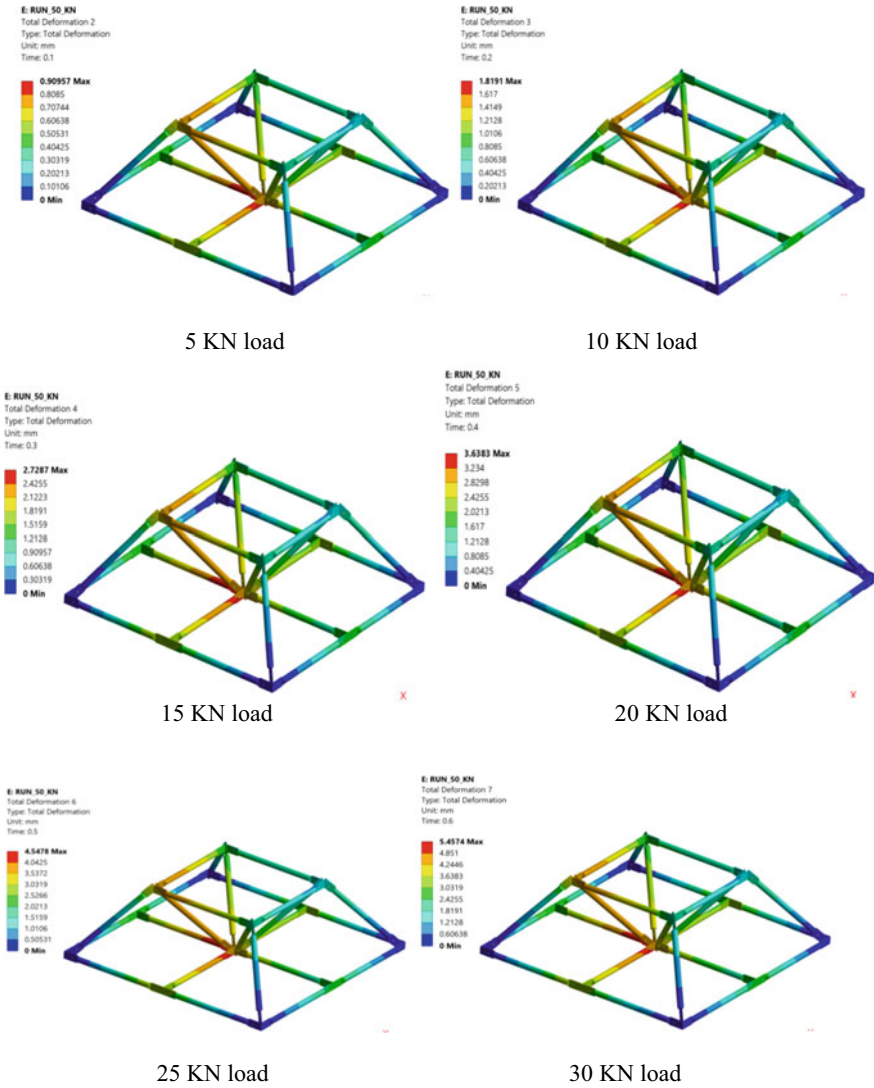 E: RUN_50_KN
Total Deformation 2
Type: Total Deformation
Unit: mm
Time: 0.1
0.90957 Max
0.8085
0.70744
0.60638
0.50531
0.40425
0.30319
0.20213
0.10106
0 Min
5 KN load
E: RUN_50_KN
Total Deformation 3
Type: Total Deformation
Unit: mm
Time: 0.2
1.8191 Max
1.617
1.4149
1.2128
1.0106
0.8085
0.60638
0.40425
0.20213
0 Min
10 KN load
E: RUN_50_KN
Total Deformation 4
Type: Total Deformation
Unit: mm
Time: 0.3
2.7287 Max
2.4255
2.1223
1.8191
1.5159
1.2128
0.90957
0.60638
0.30319
0 Min
X
15 KN load
E: RUN_50_KN
Total Deformation 5
Type: Total Deformation
Unit: mm
Time: 0.4
3.6383 Max
3.234
2.8298
2.4255
2.0213
1.617
1.2128
0.8085
0.40425
0 Min
20 KN load
E: RUN_50_KN
Total Deformation 6
Type: Total Deformation
Unit: mm
Time: 0.5
4.5478 Max
4.0425
3.5372
3.0319
2.5266
2.0213
1.5159
1.0106
0.50531
0 Min
25 KN load
E: RUN_50_KN
Total Deformation 7
Type: Total Deformation
Unit: mm
Time: 0.6
5.4574 Max
4.851
4.2446
3.6383
3.0319
2.4255
1.8191
1.2128
0.60638
0 Min
30 KN load